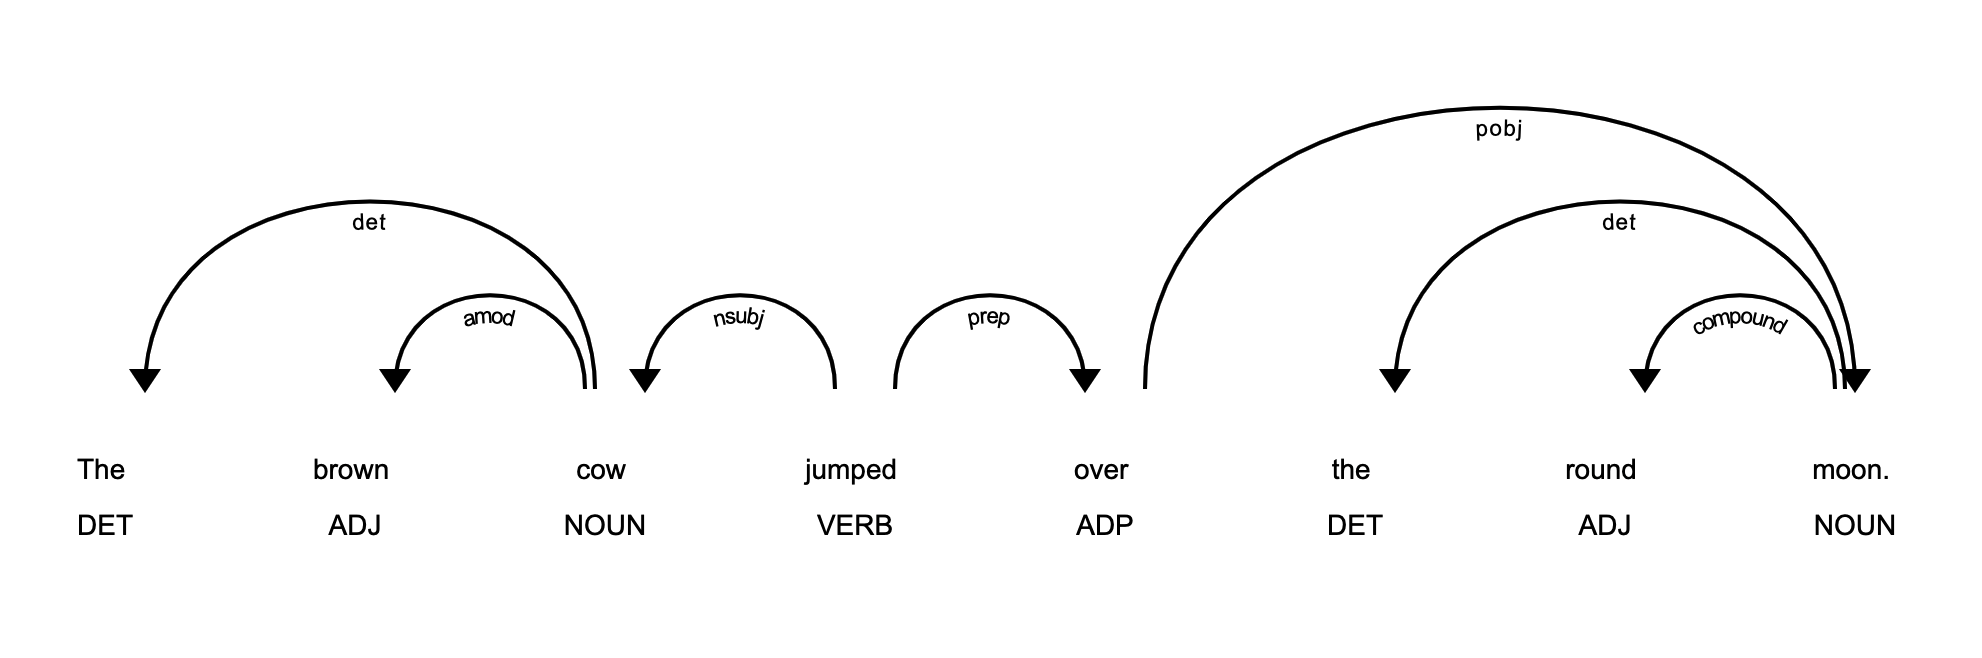 pobj
det det
amod nsubj prep compound
The brown cow jumped over the round moon.
DET ADJ NOUN VERB ADP DET ADJ NOUN